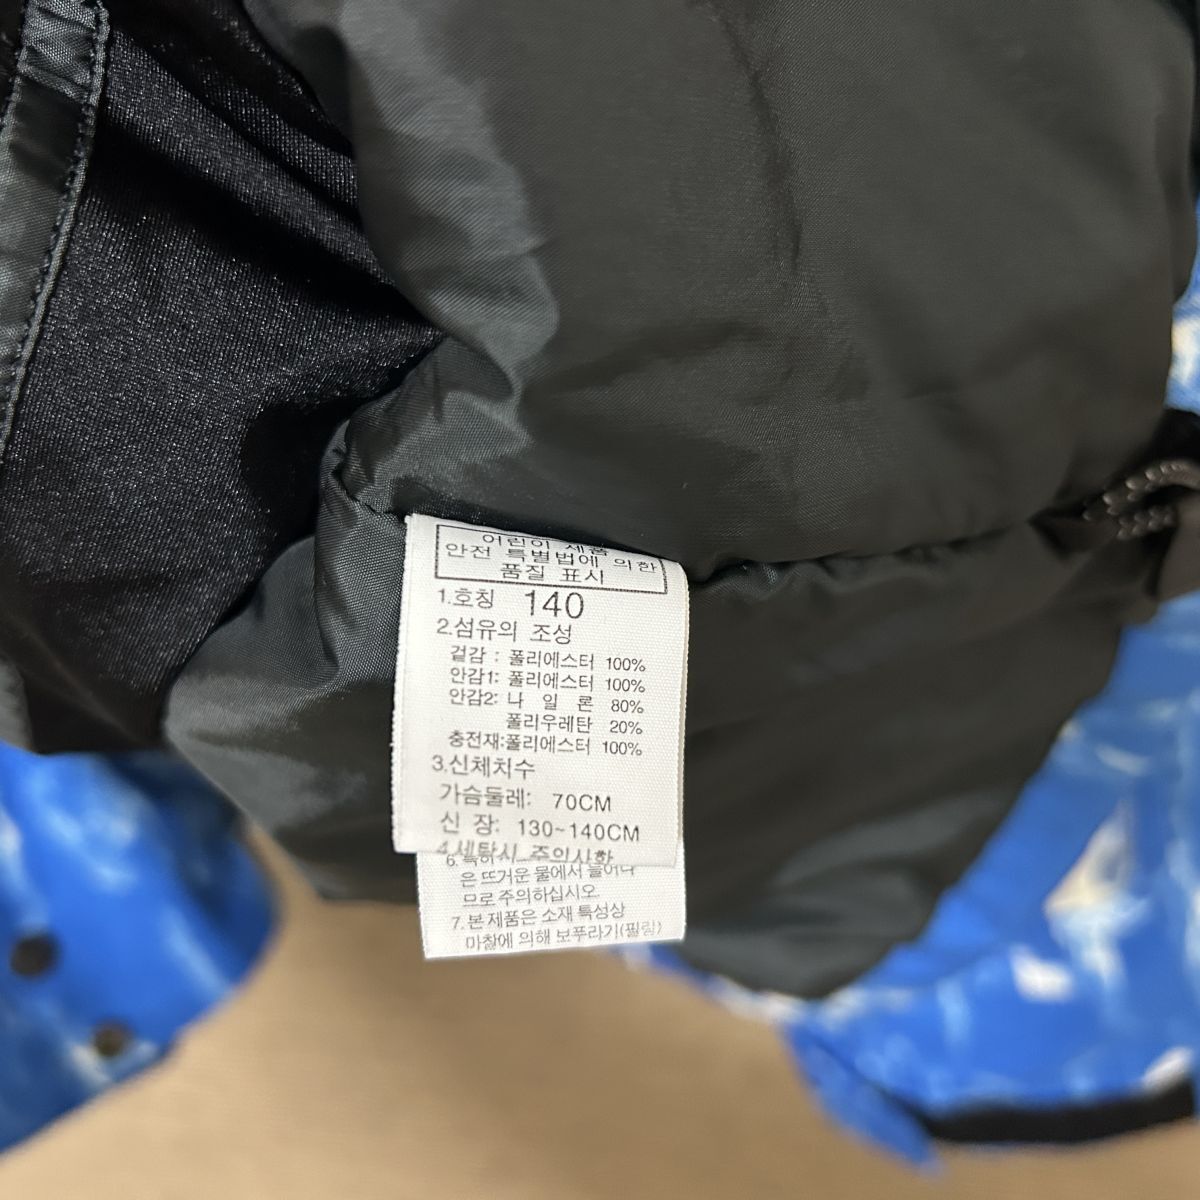 어린이 제품
안전 특별법에 의한
품질 표시
1.호칭 140
2.섬유의 조성
겉감 : 폴리에스터 100%
안감1: 폴리에스터 100%
안감2: 나 일 론 80%
폴리우레탄 20%
충전재:폴리에스터 100%
3.신체치수
가슴둘레: 70CM
신 장: 130~140CM
4.세탁시 주의사항
6.특히
은 뜨거운 물에서 늘어나
므로 주의하십시오.
7.본 제품은 소재 특성상
마찰에 의해 보푸라기(필링)